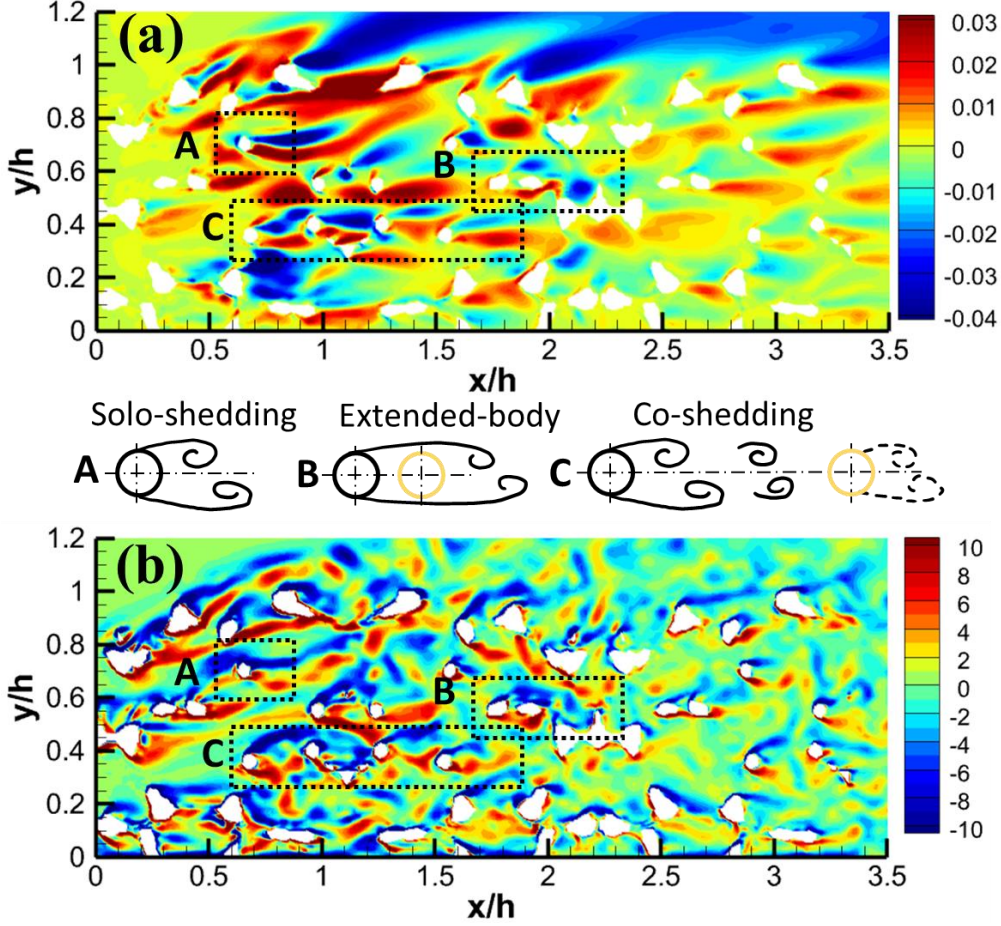 (a)
1.2
1
0.8
0.6
0.4
0.2
0
y/h
A
B
C
0 0.5 1 1.5 2 2.5 3 3.5
x/h
0.03
0.02
0.01
0
-0.01
-0.02
-0.03
-0.04
Solo-shedding Extended-body Co-shedding
A B C
(b)
1.2
1
0.8
0.6
0.4
0.2
0
y/h
A
B
C
0 0.5 1 1.5 2 2.5 3 3.5
x/h
10
8
6
4
2
0
-2
-4
-6
-8
-10